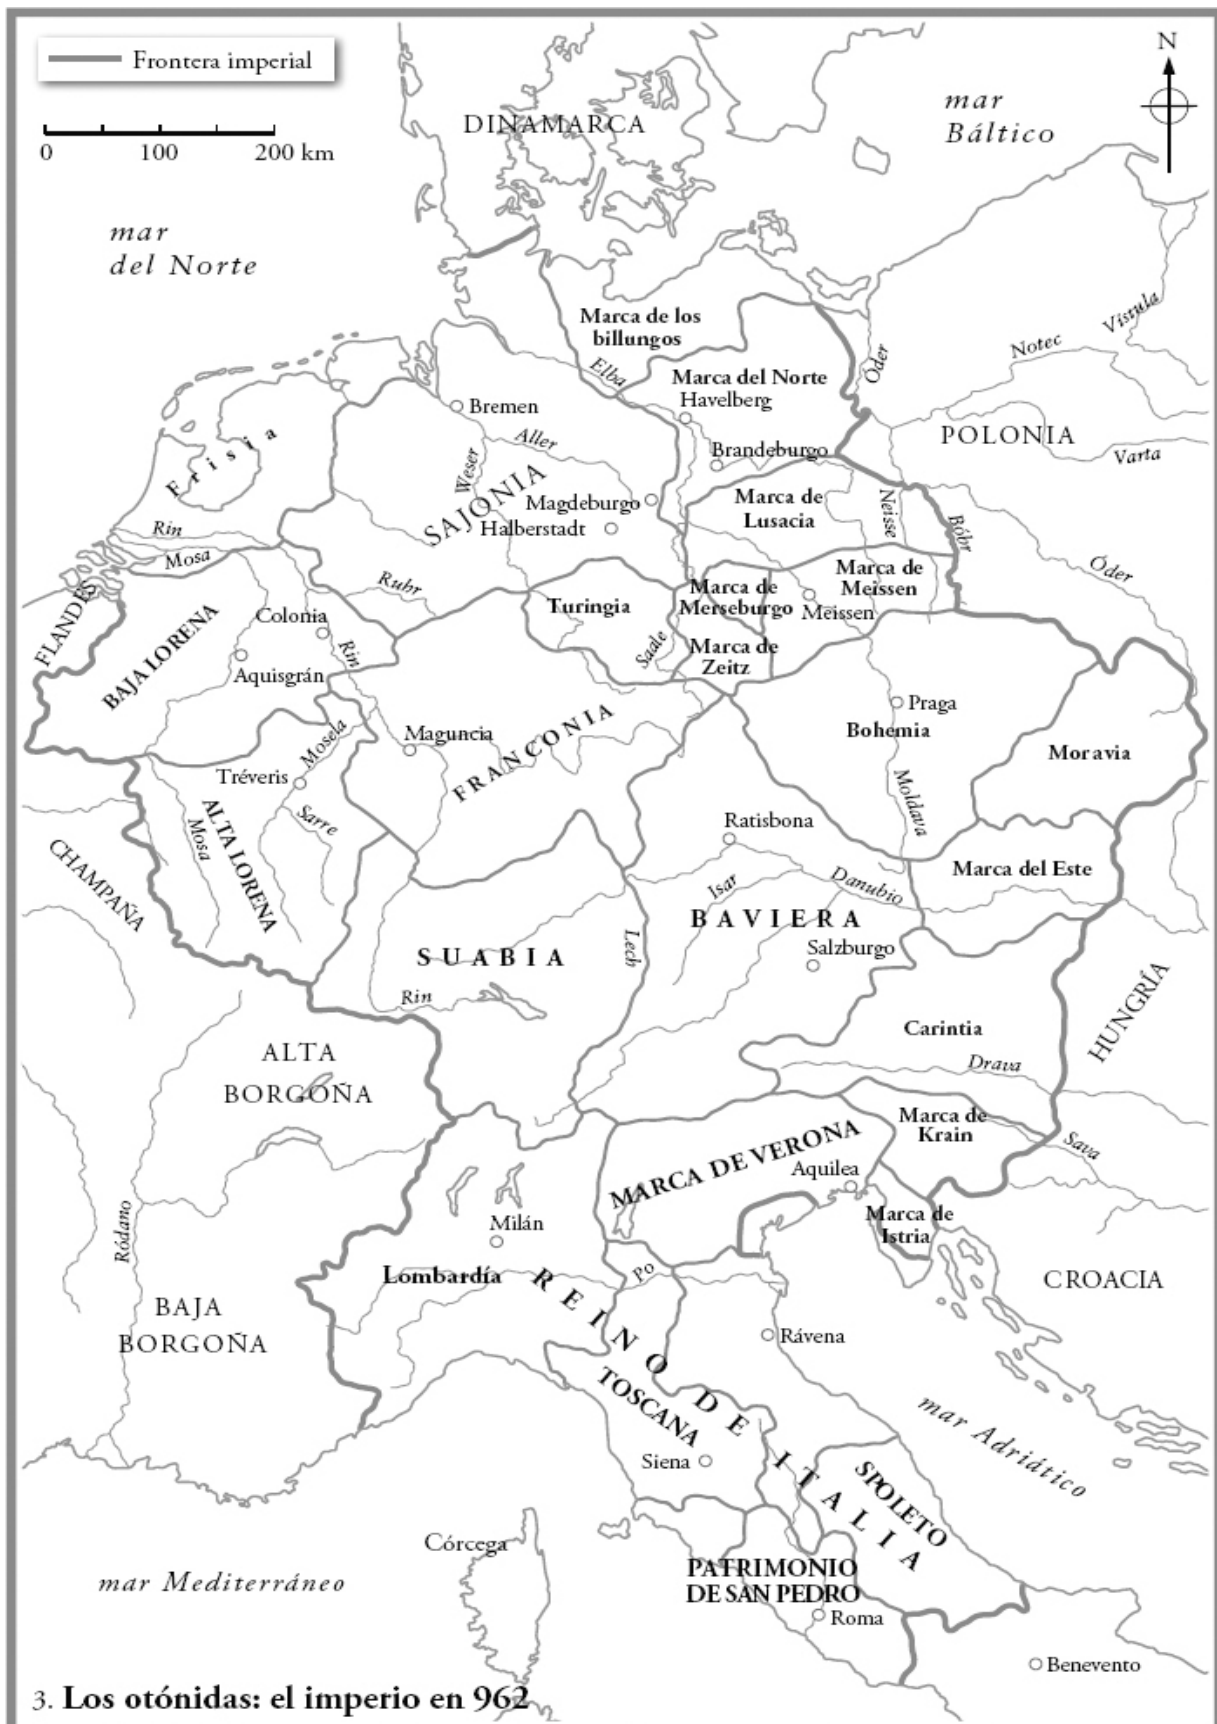 Frontera imperial
0 100 200 km
N
mar
Báltico
DINAMARCA
mar
del Norte
Marca de los
billungos
Elba
Marca del Norte
Havelberg
Óder
Notec
Vístula
POLONIA
Varta
Bremen
Aller
Weser
SAJONIA
Frisia
Brandeburgo
Magdeburgo
Halberstadt
Marca de
Lusacia
Neisse
Bóbr
Óder
Rin
Mosa
Ruhr
Turingia
Marca de
Merseburgo
Marca de
Meissen
Meissen
Saale
Marca de
Zeitz
FLANDES
BAJA LORENA
Colonia
Rin
Aquisgrán
Praga
Bohemia
Moravia
Moldava
Mosela
Maguncia
FRANCONIA
Tréveris
Sarre
ALTA LORENA
Mosa
CHAMPAÑA
Ratisbona
Isar
Danubio
Marca del Este
BAVIERA
Salzburgo
SUABIA
Lech
Rin
Carintia
Drava
HUNGRÍA
ALTA
BORGOÑA
Marca de
Krain
Sava
MARCA DE VERONA
Aquilea
Marca de
Istria
Ródano
Milán
Lombardía
Po
REINO DE ITALIA
CROACIA
BAJA
BORGOÑA
Rávena
TOSCANA
Siena
mar Adriático
SPOLETO
Córcega
mar Mediterráneo
PATRIMONIO
DE SAN PEDRO
Roma
Benevento
3. Los otónidas: el imperio en 962